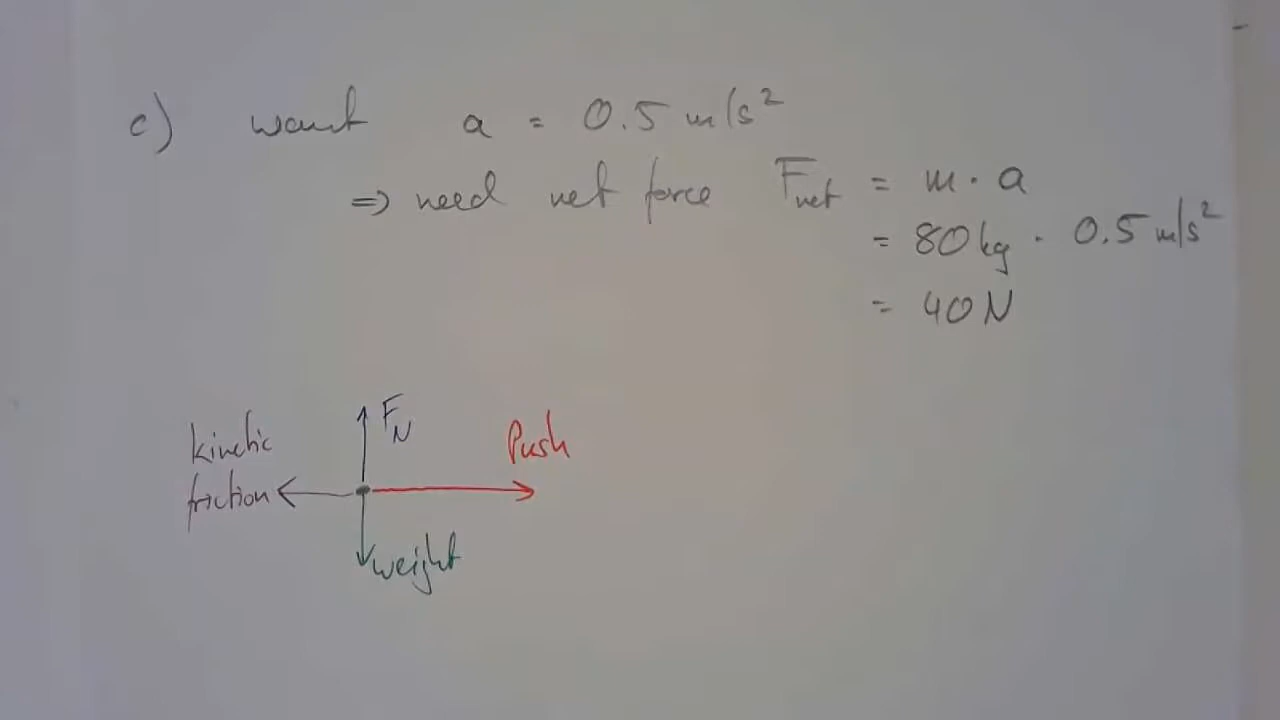 c) want a = 0.5 m/s²
⇒ need net force F_net = m · a
= 80 kg · 0.5 m/s²
= 40 N
F_N
kinetic
friction
Push
weight